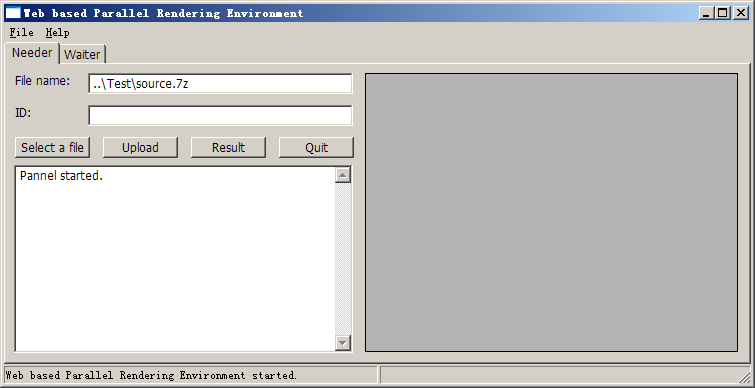 Web based Parallel Rendering Environment
File Help
Needer Waiter
File name: ..\Test\source.7z
ID:
Select a file Upload Result Quit
Pannel started.
Web based Parallel Rendering Environment started.